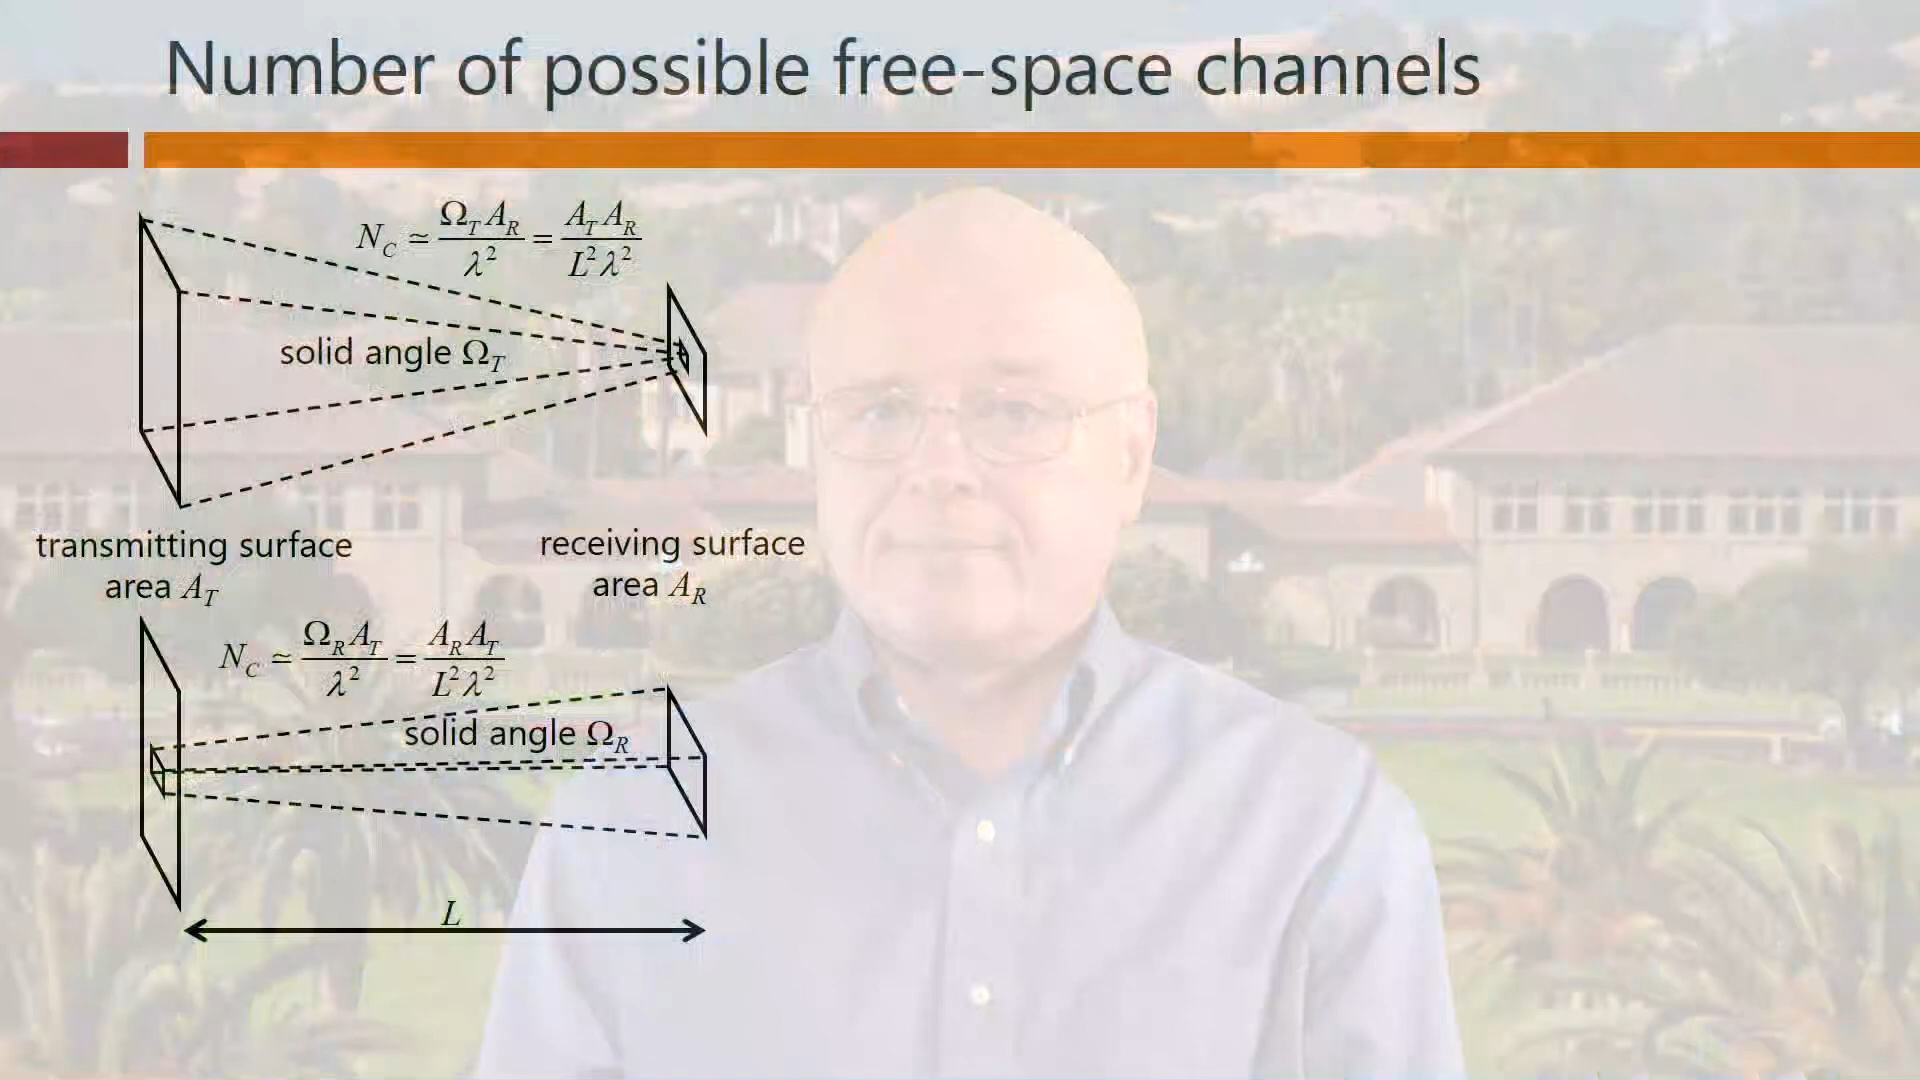 Number of possible free-space channels
N_C ≃ Ω_T A_R / λ² = A_T A_R / L² λ²
solid angle Ω_T
transmitting surface
area A_T
receiving surface
area A_R
N_C ≃ Ω_R A_T / λ² = A_R A_T / L² λ²
solid angle Ω_R
L